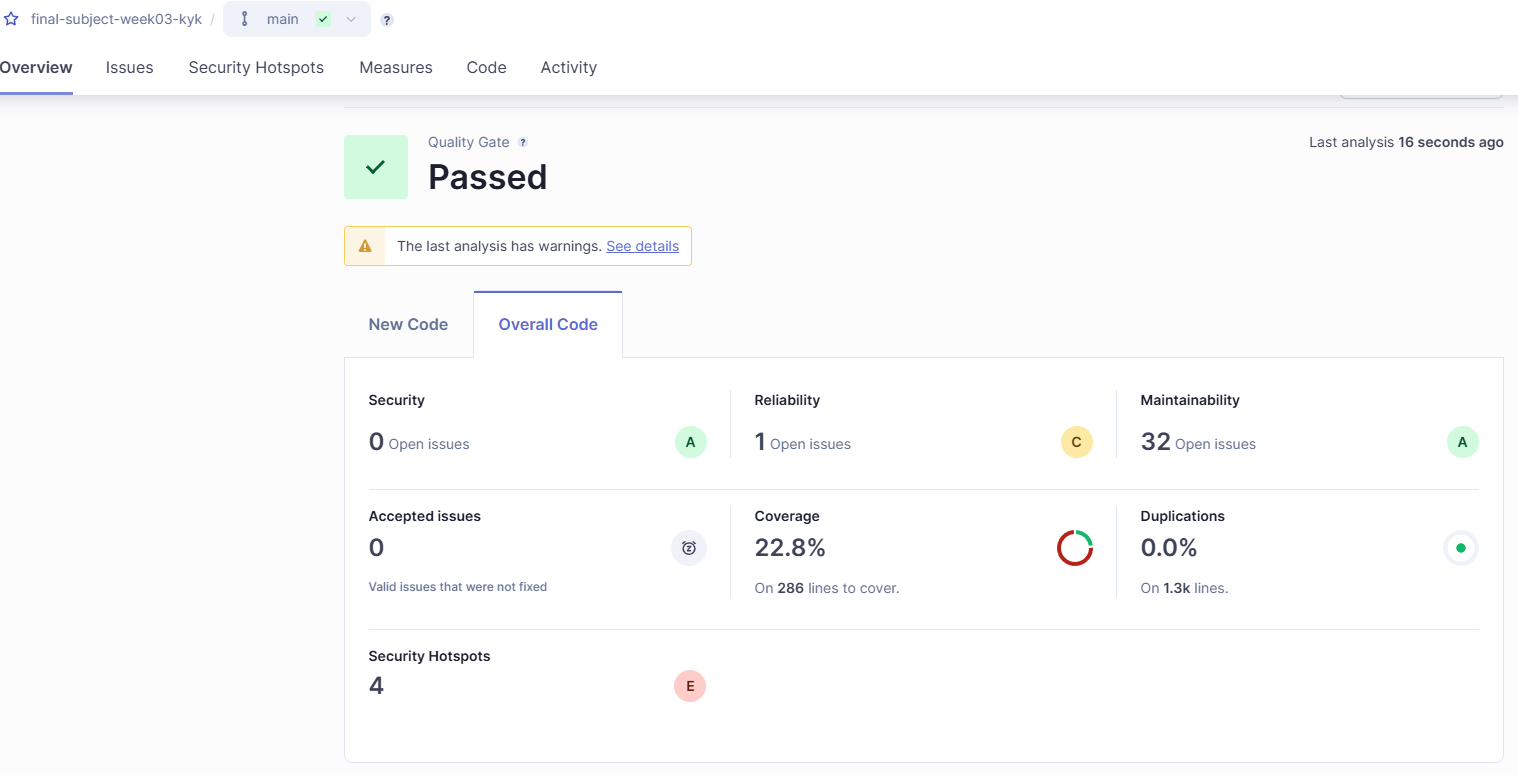 final-subject-week03-kyk / main ?
Overview Issues Security Hotspots Measures Code Activity
Quality Gate ?
Last analysis 16 seconds ago
Passed
The last analysis has warnings. See details
New Code Overall Code
Security
0 Open issues A
Reliability
1 Open issues C
Maintainability
32 Open issues A
Accepted issues
0
Valid issues that were not fixed
Coverage
22.8%
On 286 lines to cover.
Duplications
0.0%
On 1.3k lines.
Security Hotspots
4 E